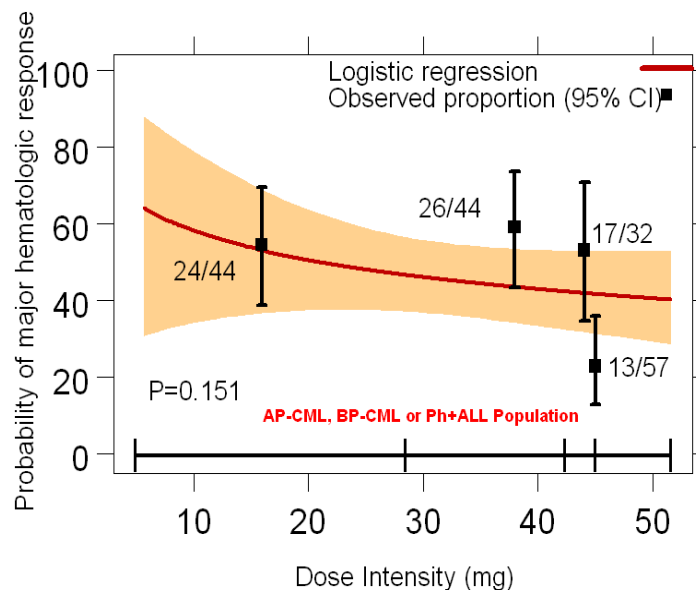 Probability of major hematologic response
100
80
60
40
20
0
Logistic regression
Observed proportion (95% CI)
26/44
17/32
24/44
13/57
P=0.151
AP-CML, BP-CML or Ph+ALL Population
10 20 30 40 50
Dose Intensity (mg)